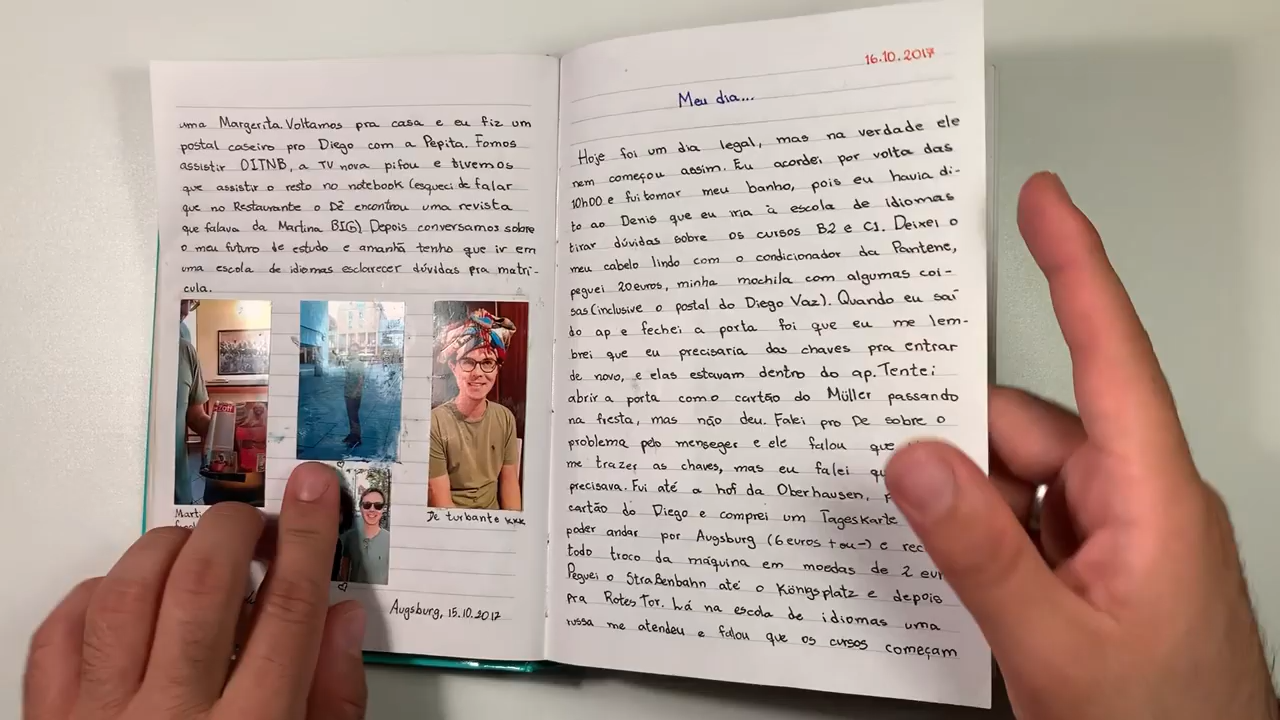 uma Margerita. Voltamos pra casa e eu fiz um
postal caseiro pro Diego com a Pepita. Fomos
assistir OITNB, a TV nova pifou e tivemos
que assistir o resto no notebook (esqueci de falar
que no Restaurante o Dê encontrou uma revista
que falava da Martina BIG). Depois conversamos sobre
o meu futuro de estudo e amanhã tenho que ir em
uma escola de idiomas esclarecer dúvidas pra matrí-
cula.
De turbante kkk
Augsburg, 15.10.2017
16.10.2017
Meu dia...
Hoje foi um dia legal, mas na verdade ele
nem começou assim. Eu acordei por volta das
10h00 e fui tomar meu banho, pois eu havia di-
to ao Denis que eu iria à escola de idiomas
tirar dúvidas sobre os cursos B2 e C1. Deixei o
meu cabelo lindo com o condicionador da Pantene,
peguei 20 euros, minha mochila com algumas coi-
sas (inclusive o postal do Diego Vaz). Quando eu saí
do ap e fechei a porta foi que eu me lem-
brei que eu precisaria das chaves pra entrar
de novo, e elas estavam dentro do ap. Tentei
abrir a porta com o cartão do Müller passando
na fresta, mas não deu. Falei pro De sobre o
problema pelo menseger e ele falou que
me trazer as chaves, mas eu falei
precisava. Fui até a hof da Oberhausen,
cartão do Diego e comprei um Tageskarte
poder andar por Augsburg (6 euros + ou -) e
todo troco da máquina em moedas de 2
Peguei o Straßenbahn até o Köngsplatz e depois
pra Rotes Tor. Lá na escola de idiomas uma
russa me atendeu e falou que os cursos começam